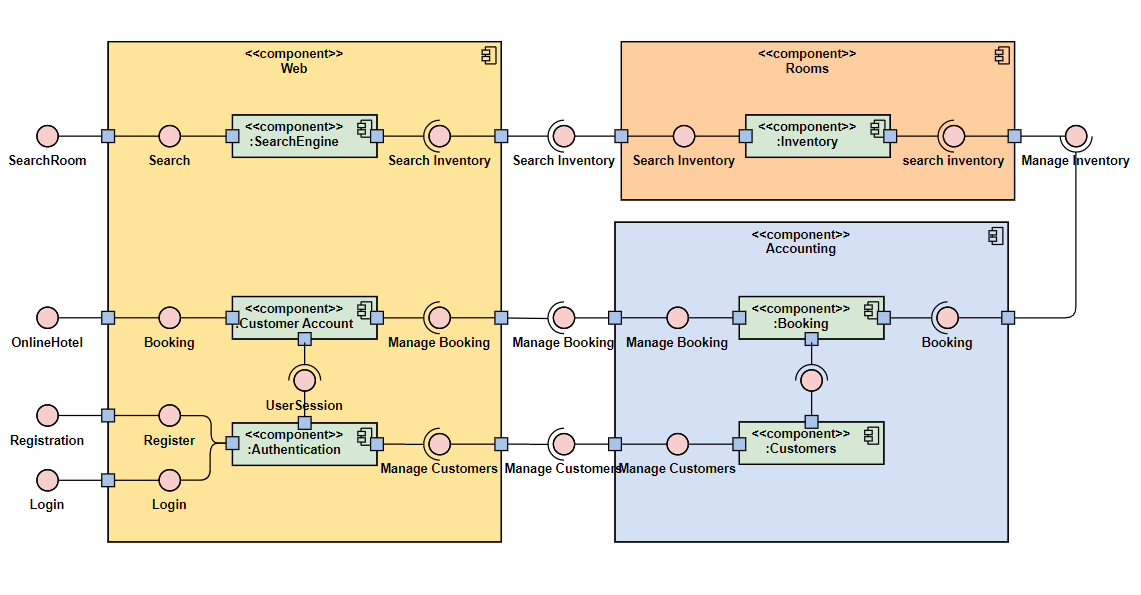 <<component>>
Web
<<component>>
Rooms
<<component>>
:SearchEngine
<<component>>
:Inventory
SearchRoom
Search
Search Inventory
Search Inventory
Search Inventory
search inventory
Manage Inventory
<<component>>
Accounting
<<component>>
:Customer Account
<<component>>
:Booking
OnlineHotel
Booking
Manage Booking
Manage Booking
Manage Booking
Booking
UserSession
<<component>>
:Authentication
<<component>>
:Customers
Registration
Register
Manage Customers
Manage Customers
Manage Customers
Login
Login